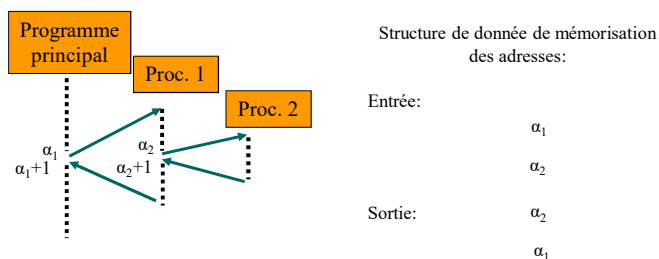 Programme
principal
Proc. 1
Proc. 2
α₁
α₁+1
α₂
α₂+1
Structure de donnée de mémorisation
des adresses:
Entrée:
α₁
α₂
Sortie: α₂
α₁